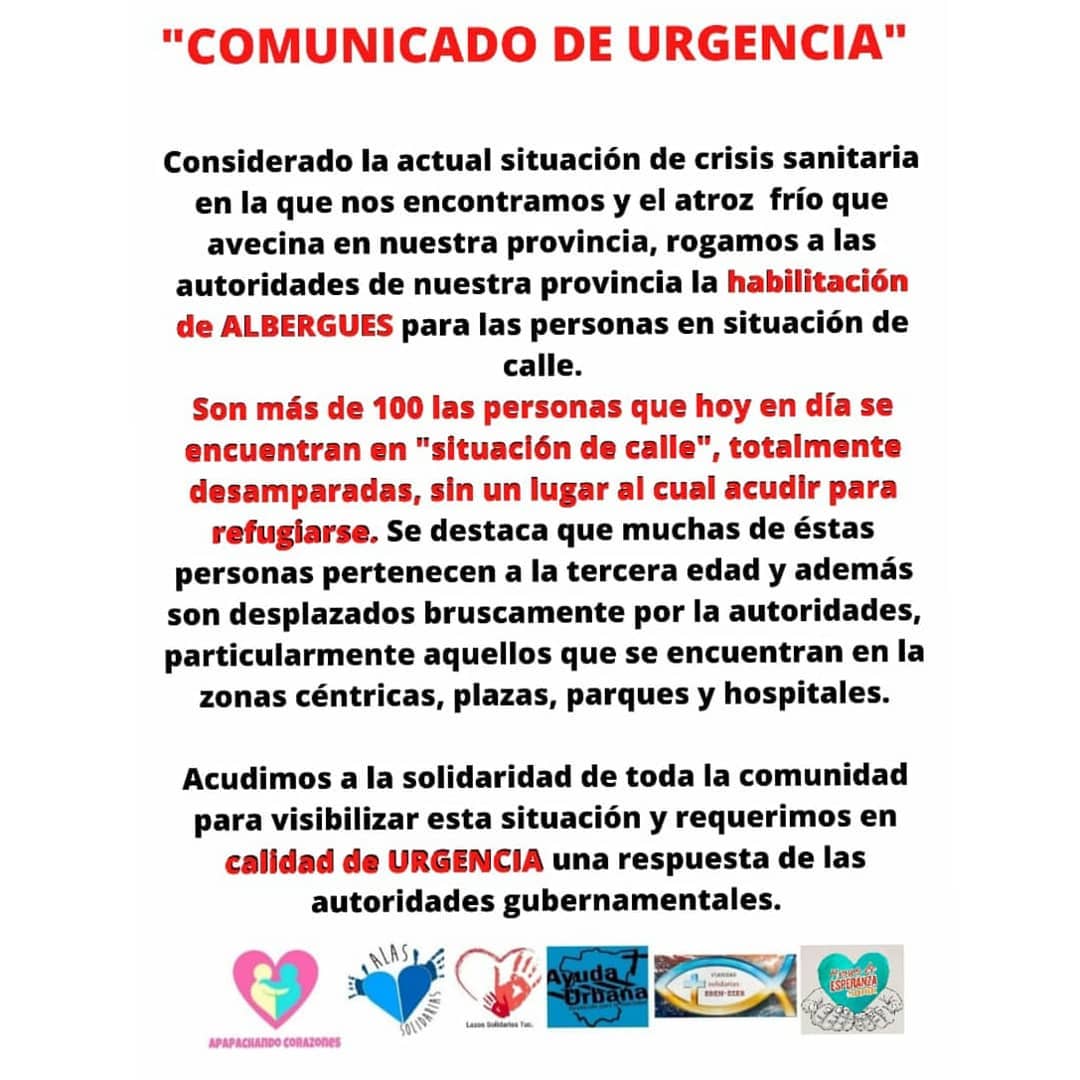 "COMUNICADO DE URGENCIA"
Considerado la actual situación de crisis sanitaria
en la que nos encontramos y el atroz frío que
avecina en nuestra provincia, rogamos a las
autoridades de nuestra provincia la habilitación
de ALBERGUES para las personas en situación de
calle.
Son más de 100 las personas que hoy en día se
encuentran en "situación de calle", totalmente
desamparadas, sin un lugar al cual acudir para
refugiarse. Se destaca que muchas de éstas
personas pertenecen a la tercera edad y además
son desplazados bruscamente por la autoridades,
particularmente aquellos que se encuentran en la
zonas céntricas, plazas, parques y hospitales.
Acudimos a la solidaridad de toda la comunidad
para visibilizar esta situación y requerimos en
calidad de URGENCIA una respuesta de las
autoridades gubernamentales.
APAPACHANDO CORAZONES
ALAS
SOLIDARIAS
Lazos Solidarios Tuc.
Ayuda
Urbana
viandas
solidarias
EBEN-EZER
ESPERANZA